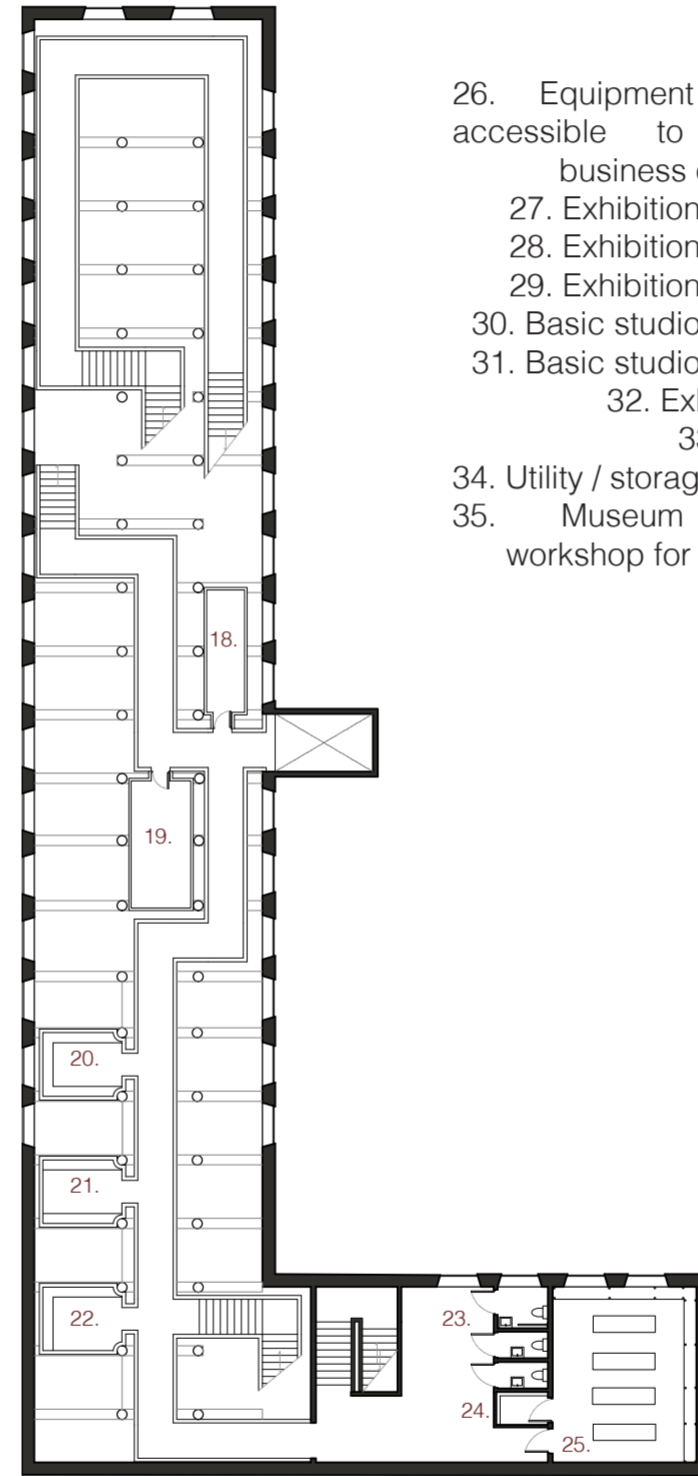 26. Equipment
accessible to
business
27. Exhibition
28. Exhibition
29. Exhibition
30. Basic studio
31. Basic studio
32.
34. Utility / storag
35. Museum
workshop for
18.
19.
20.
21.
22.
23.
24.
25.